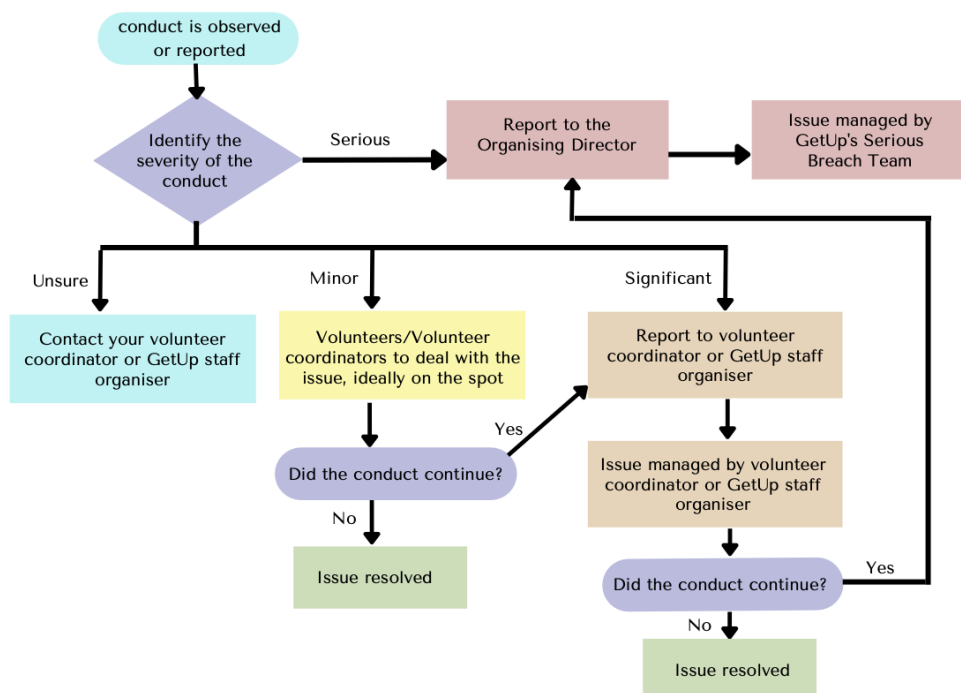 conduct is observed
or reported
Identify the
severity of the
conduct
Serious
Report to the
Organising Director
Issue managed by
GetUp's Serious
Breach Team
Unsure
Minor
Significant
Contact your volunteer
coordinator or GetUp staff
organiser
Volunteers/Volunteer
coordinators to deal with the
issue, ideally on the spot
Report to volunteer
coordinator or GetUp staff
organiser
Yes
Did the conduct continue?
Issue managed by volunteer
coordinator or GetUp staff
organiser
No
Issue resolved
Did the conduct continue?
Yes
No
Issue resolved